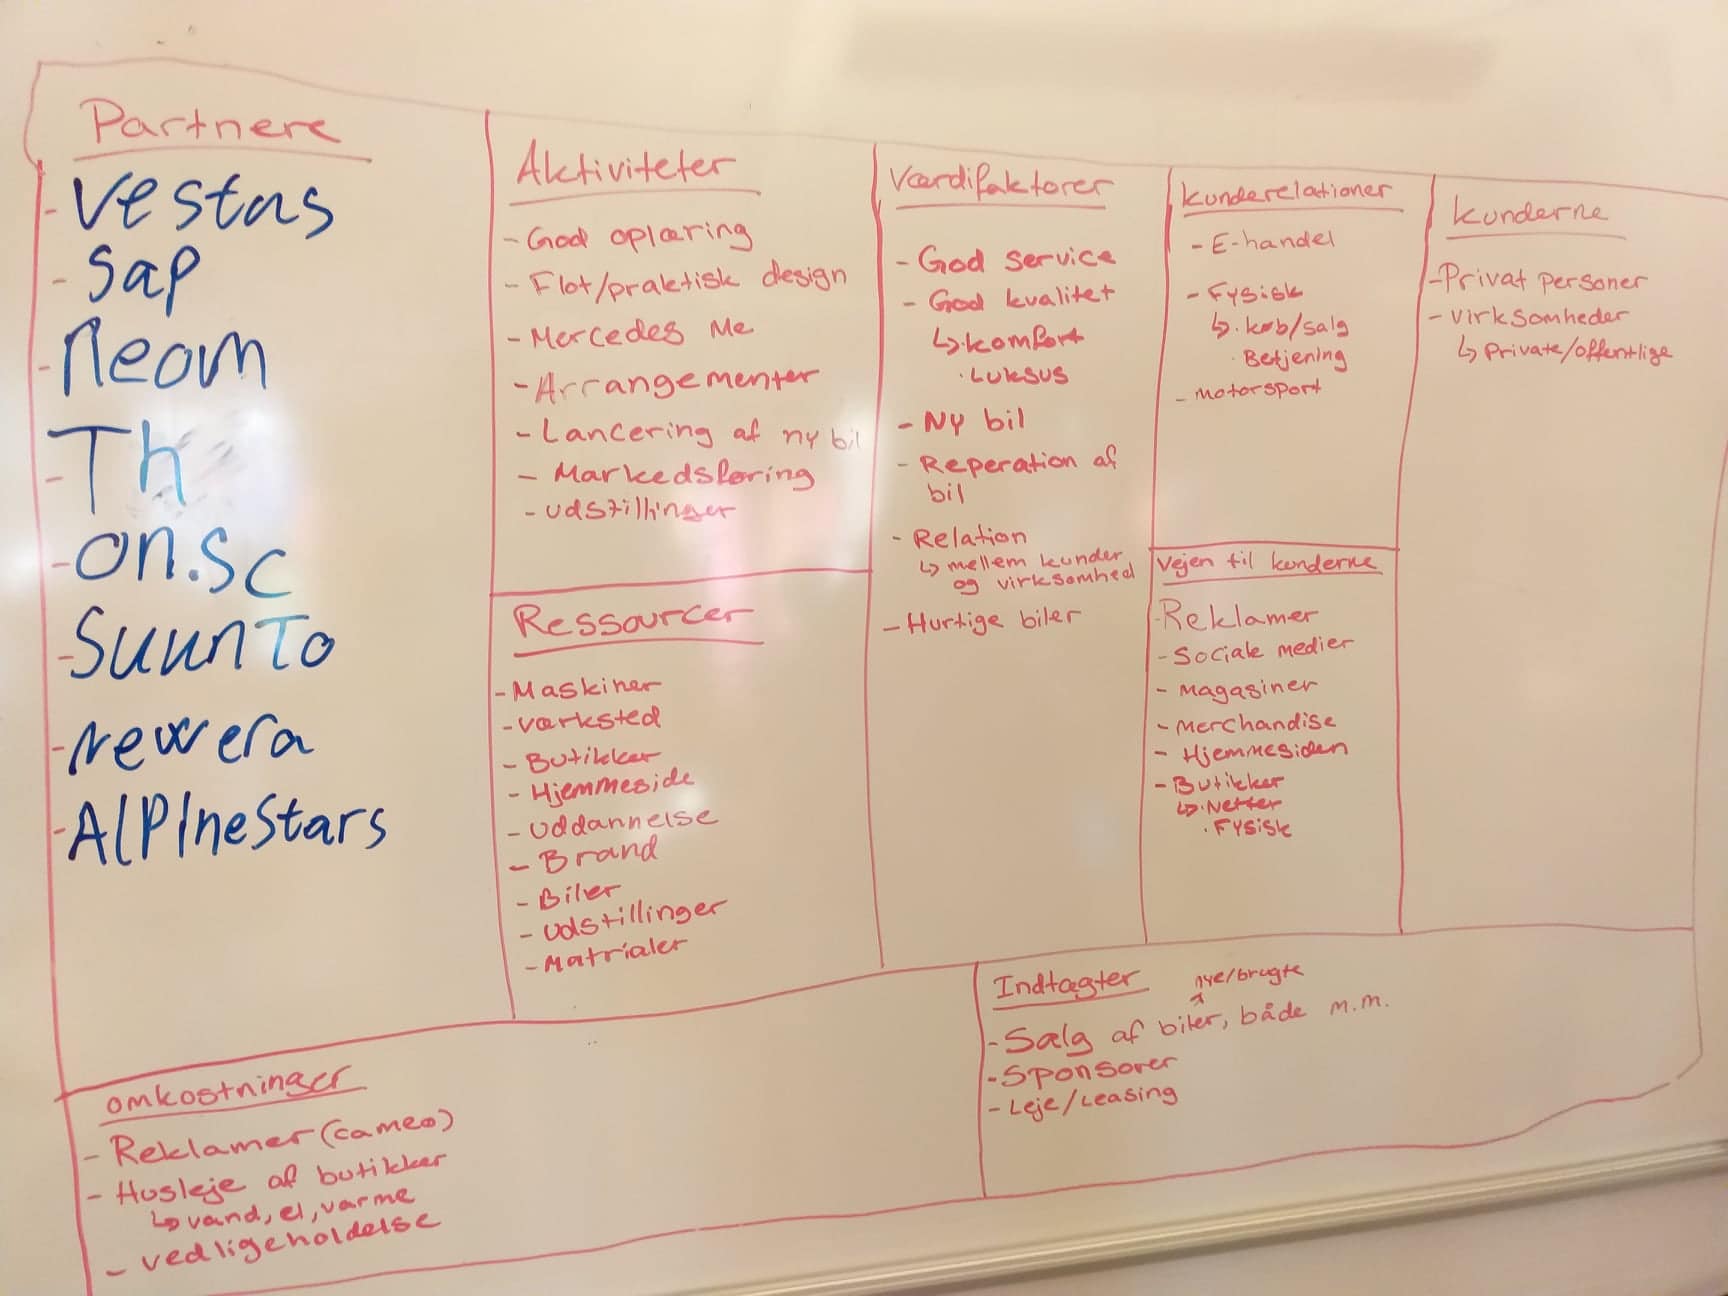 Partnere
- Vestas
- Sap
- Neom
- Th
- on.sc
- SuunTo
- new era
- AlPIneStars
Aktiviteter
- God oplæring
- Flot/praktisk design
- Mercedes Me
- Arrangementer
- Lancering af ny bil
- Markedsføring
- udstillinger
Ressourcer
- Maskiner
- værksted
- Butikker
- Hjemmeside
- Uddannelse
- Brand
- Biler
- Udstillinger
- Matrialer
Værdifaktorer
- God service
- God kvalitet
↳ · komfort
· Luksus
- Ny bil
- Reperation af
bil
- Relation
↳ mellem kunder
og virksomhed
- Hurtige biler
kunderelationer
- E-handel
- Fysisk
↳ · køb/salg
· Betjening
- motorsport
Vejen til kunderne
- Reklamer
- Sociale medier
- Magasiner
- Merchandise
- Hjemmesiden
- Butikker
↳ · Netter
· Fysisk
kunderne
- Privat personer
- virksomheder
↳ Private/offentlige
omkostninger
- Reklamer (cameo)
- Husleje af butikker
↳ vand, el, varme
- vedligeholdelse
Indtægter
nye/brugte
- Sælg af biler, både m.m.
- Sponsorer
- Leje/Leasing